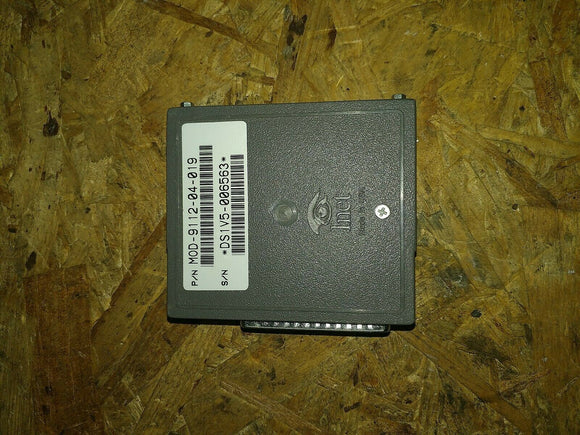 P/N MOD-9112-04-019
S/N *DS1V5-006563*
Inet